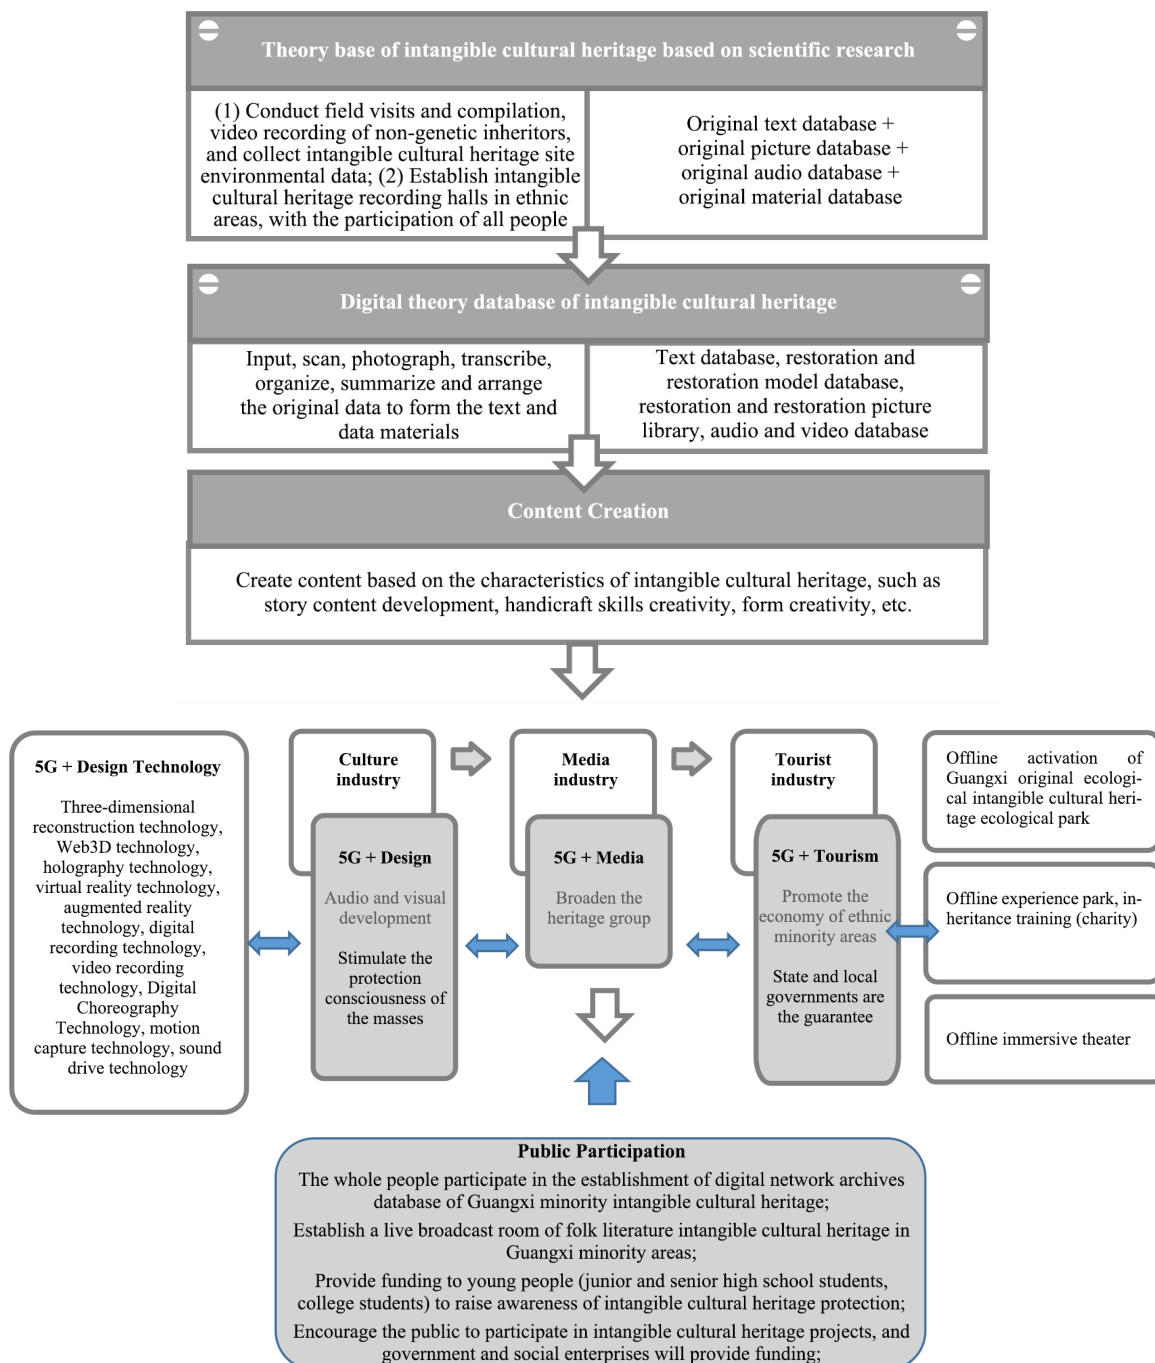 Theory base of intangible cultural heritage based on scientific research
(1) Conduct field visits and compilation,
video recording of non-genetic inheritors,
and collect intangible cultural heritage site
environmental data; (2) Establish intangible
cultural heritage recording halls in ethnic
areas, with the participation of all people
Original text database +
original picture database +
original audio database +
original material database
Digital theory database of intangible cultural heritage
Input, scan, photograph, transcribe,
organize, summarize and arrange
the original data to form the text and
data materials
Text database, restoration and
restoration model database,
restoration and restoration picture
library, audio and video database
Content Creation
Create content based on the characteristics of intangible cultural heritage, such as
story content development, handicraft skills creativity, form creativity, etc.
5G + Design Technology
Three-dimensional
reconstruction technology,
Web3D technology,
holography technology,
virtual reality technology,
augmented reality
technology, digital
recording technology,
video recording
technology, Digital
Choreography
Technology, motion
capture technology, sound
drive technology
Culture
industry
5G + Design
Audio and visual
development
Stimulate the
protection
consciousness of
the masses
Media
industry
5G + Media
Broaden the
heritage group
Tourist
industry
5G + Tourism
Promote the
economy of ethnic
minority areas
State and local
governments are
the guarantee
Offline activation of
Guangxi original ecologi-
cal intangible cultural heri-
tage ecological park
Offline experience park, in-
heritance training (charity)
Offline immersive theater
Public Participation
The whole people participate in the establishment of digital network archives
database of Guangxi minority intangible cultural heritage;
Establish a live broadcast room of folk literature intangible cultural heritage in
Guangxi minority areas;
Provide funding to young people (junior and senior high school students,
college students) to raise awareness of intangible cultural heritage protection;
Encourage the public to participate in intangible cultural heritage projects, and
government and social enterprises will provide funding;